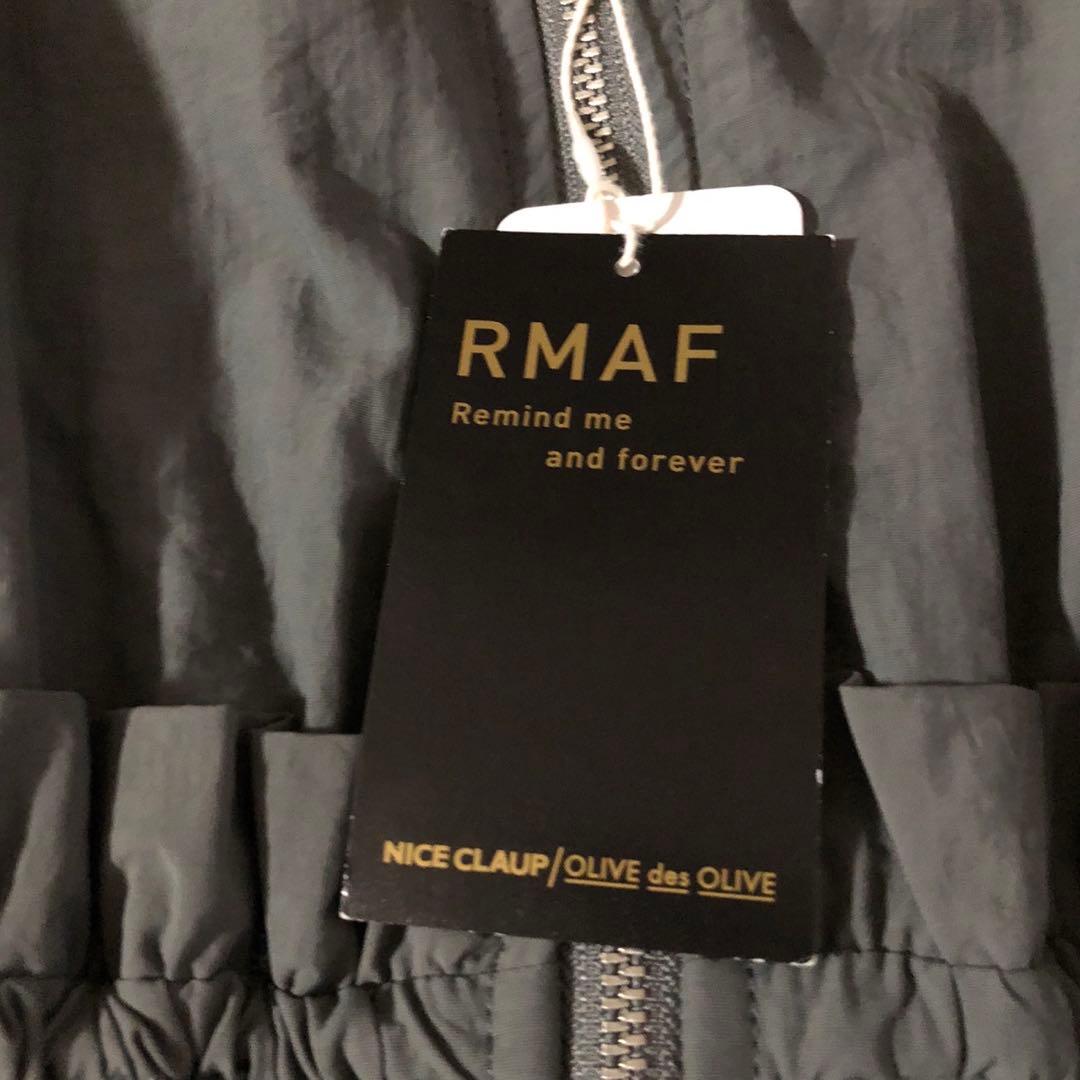 RMAF
Remind me
and forever
NICE CLAUP/OLIVE des OLIVE